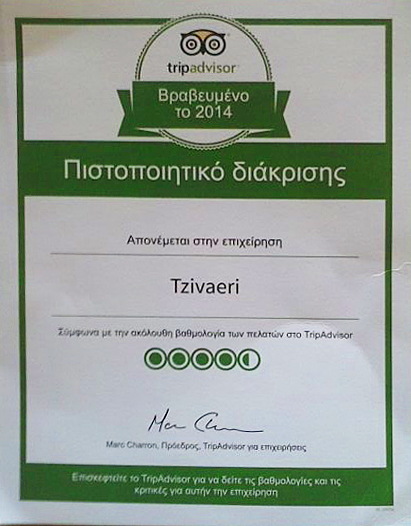 tripadvisor
Βραβευμένο
το 2014
Πιστοποιητικό διάκρισης
Απονέμεται στην επιχείρηση
Tzivaeri
Σύμφωνα με την ακόλουθη βαθμολογία των πελατών στο TripAdvisor
Marc Charron, Πρόεδρος, TripAdvisor για επιχειρήσεις
Επισκεφτείτε το TripAdvisor για να δείτε τις βαθμολογίες και τις
κριτικές για αυτήν την επιχείρηση